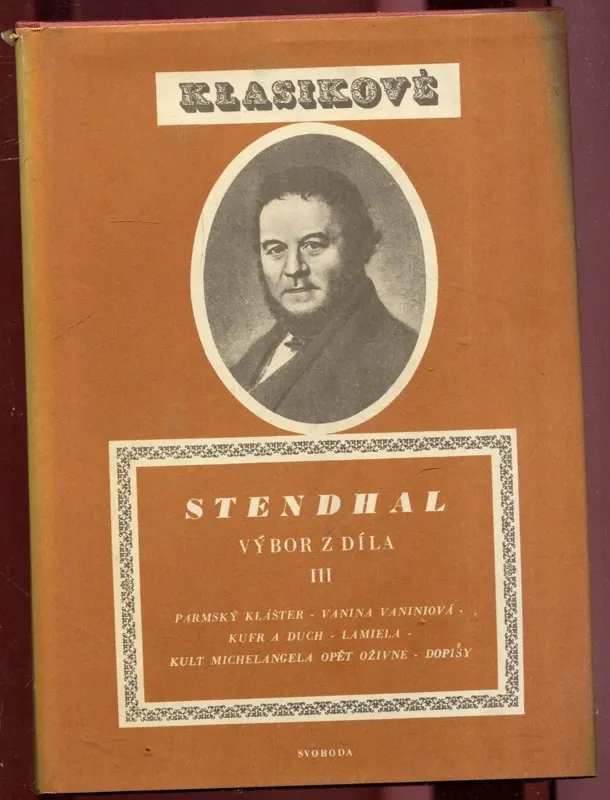 KLASIKOVÉ
STENDHAL
VÝBOR Z DÍLA
III
PARMSKÝ KLÁŠTER - VANINA VANINIOVÁ -
KUFR A DUCH - LAMIELA -
KULT MICHELANGELA OPĚT OŽIVNE - DOPISY
SVOBODA